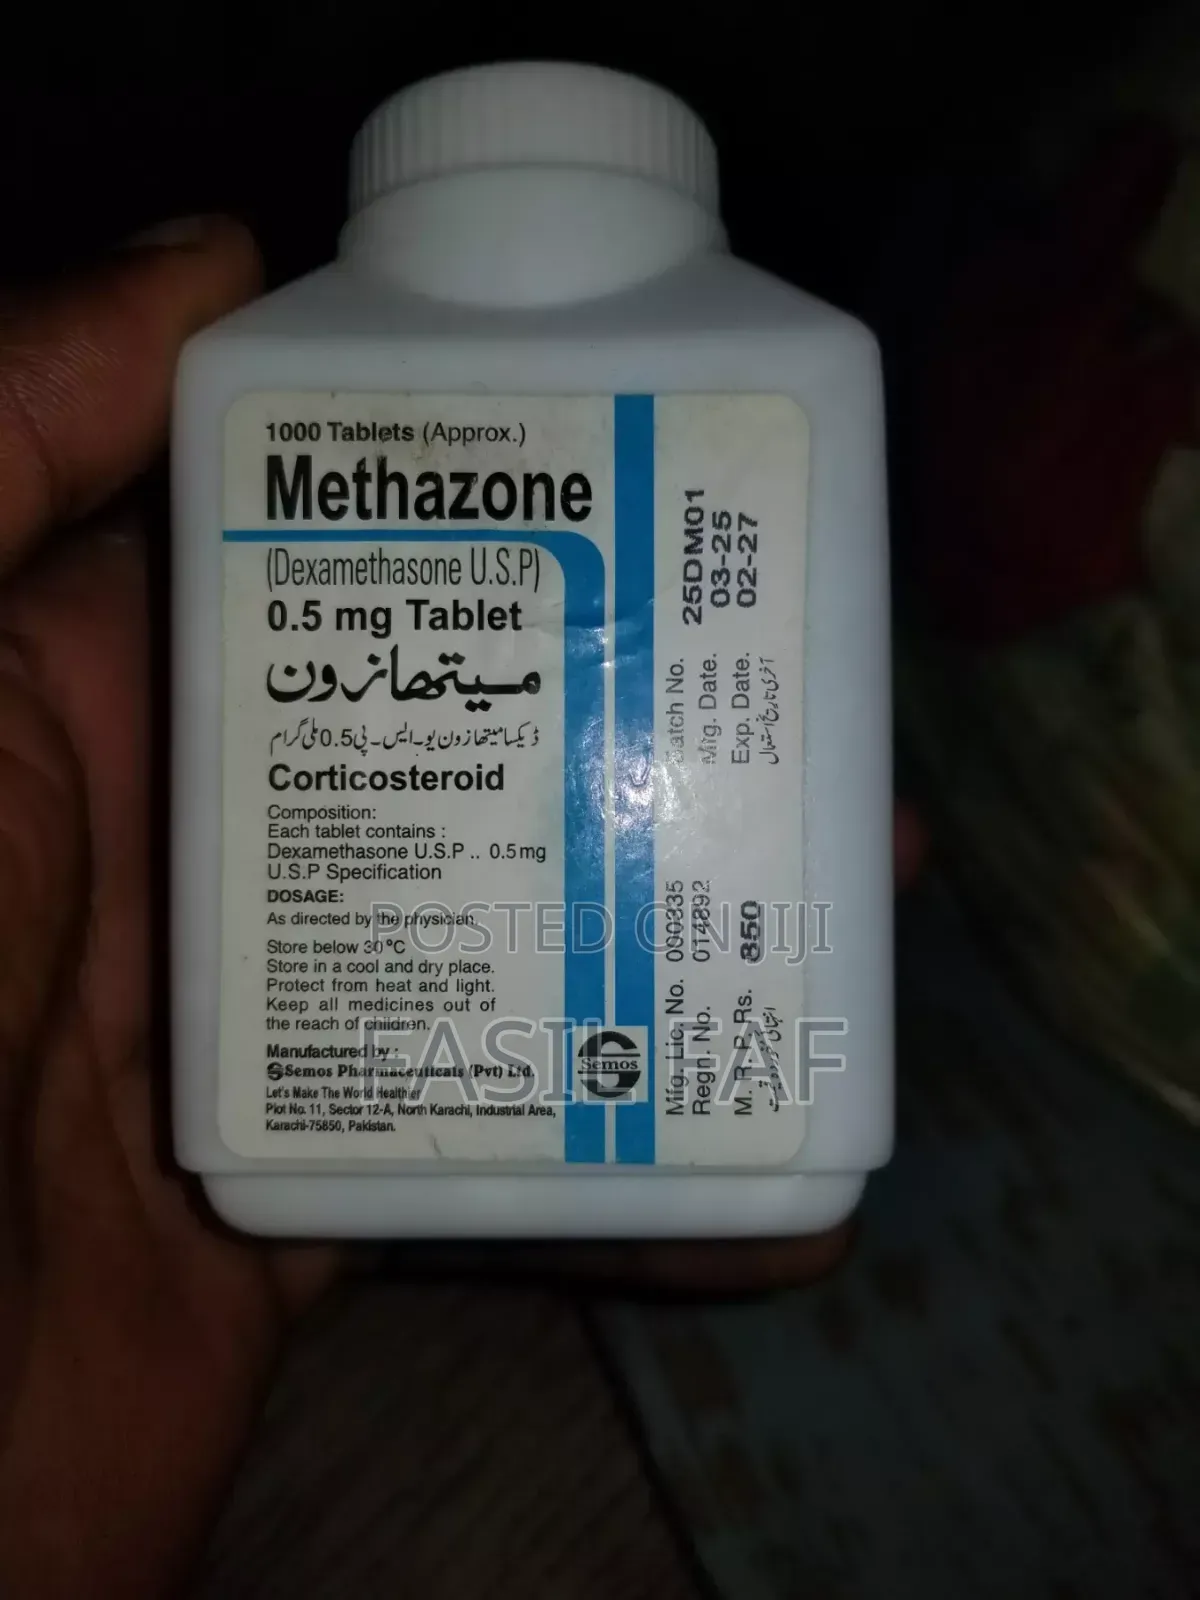 1000 Tablets (Approx.)
Methazone
(Dexamethasone U.S.P)
0.5 mg Tablet
میتھازون
ڈیکسامیتھازون یو۔ایس۔پی 0.5 ملی گرام
Corticosteroid
Composition:
Each tablet contains :
Dexamethasone U.S.P .. 0.5 mg
U.S.P Specification
DOSAGE:
As directed by the physician.
Store below 30°C
Store in a cool and dry place.
Protect from heat and light.
Keep all medicines out of
the reach of children.
Manufactured by :
Semos Pharmaceuticals (Pvt) Ltd.
Let's Make The World Healthier
Plot No. 11, Sector 12-A, North Karachi, Industrial Area,
Karachi-75850, Pakistan.
Semos
Mfg. Lic. No. 000335
Regn. No. 014892
M. R. P. Rs. 850
Batch No. 25DM01
Mfg. Date. 03-25
Exp. Date. 02-27
آخری تاریخ استعمال
POSTED ON JIJI
FASIL FAF